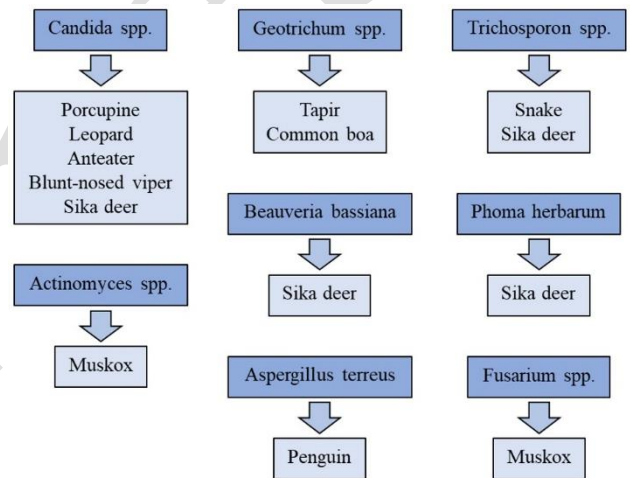 Candida spp.
Porcupine
Leopard
Anteater
Blunt-nosed viper
Sika deer
Actinomyces spp.
Muskox
Geotrichum spp.
Tapir
Common boa
Beauveria bassiana
Sika deer
Aspergillus terreus
Penguin
Trichosporon spp.
Snake
Sika deer
Phoma herbarum
Sika deer
Fusarium spp.
Muskox